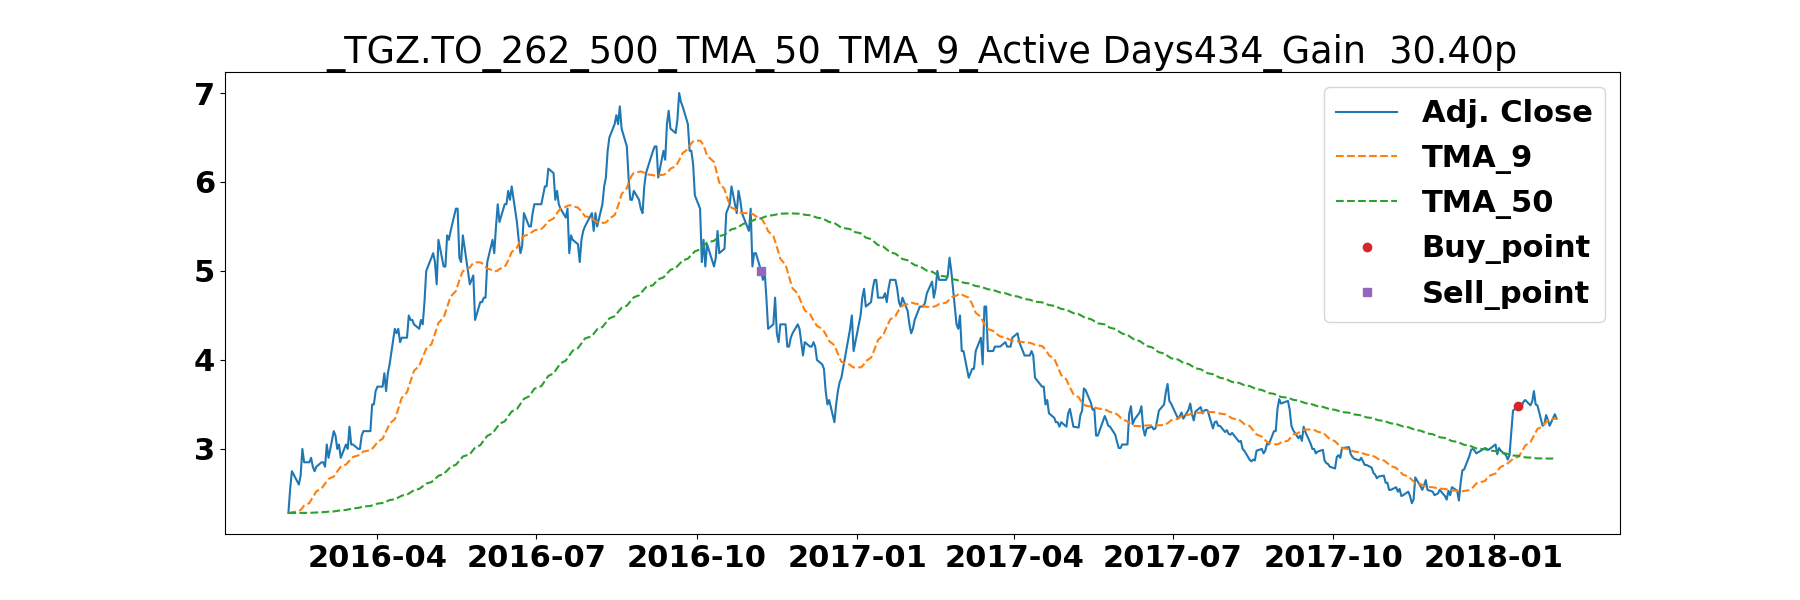 _TGZ.TO_262_500_TMA_50_TMA_9_Active Days434_Gain  30.40p
7
6
5
4
3
Adj. Close
TMA_9
TMA_50
Buy_point
Sell_point
2016-04 2016-07 2016-10 2017-01 2017-04 2017-07 2017-10 2018-01